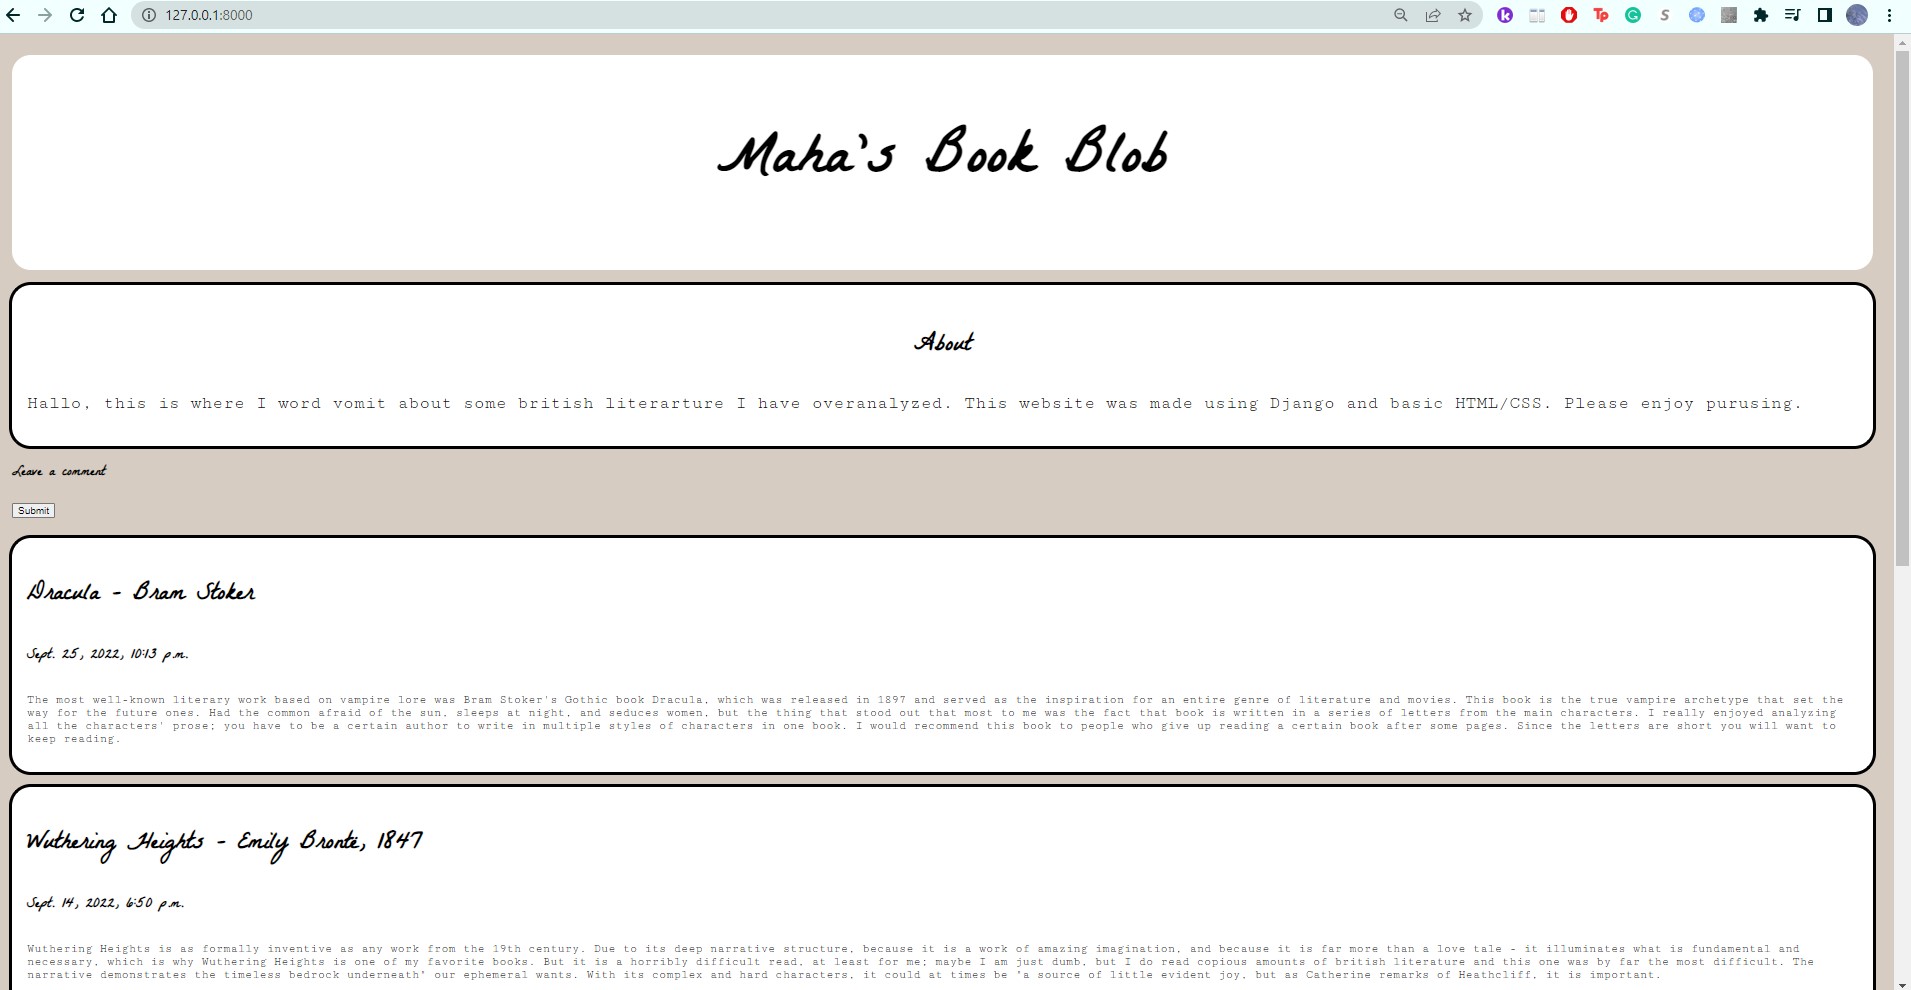 127.0.0.1:8000
Maha's Book Blob
About
Hallo, this is where I word vomit about some british literarture I have overanalyzed. This website was made using Django and basic HTML/CSS. Please enjoy purusing.
Leave a comment
Submit
Dracula - Bram Stoker
Sept. 25, 2022, 10:13 p.m.
The most well-known literary work based on vampire lore was Bram Stoker's Gothic book Dracula, which was released in 1897 and served as the inspiration for an entire genre of literature and movies. This book is the true vampire archetype that set the
way for the future ones. Had the common afraid of the sun, sleeps at night, and seduces women, but the thing that stood out that most to me was the fact that book is written in a series of letters from the main characters. I really enjoyed analyzing
all the characters' prose; you have to be a certain author to write in multiple styles of characters in one book. I would recommend this book to people who give up reading a certain book after some pages. Since the letters are short you will want to
keep reading.
Wuthering Heights - Emily Brontë, 1847
Sept. 14, 2022, 6:50 p.m.
Wuthering Heights is as formally inventive as any work from the 19th century. Due to its deep narrative structure, because it is a work of amazing imagination, and because it is far more than a love tale - it illuminates what is fundamental and
necessary, which is why Wuthering Heights is one of my favorite books. But it is a horribly difficult read, at least for me; maybe I am just dumb, but I do read copious amounts of british literature and this one was by far the most difficult. The
narrative demonstrates the timeless bedrock underneath' our ephemeral wants. With its complex and hard characters, it could at times be 'a source of little evident joy, but as Catherine remarks of Heathcliff, it is important.